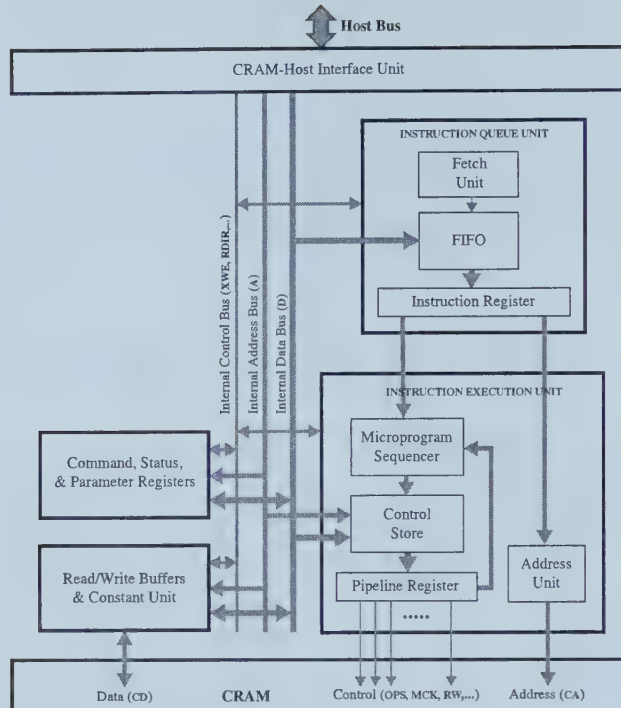 Host Bus
CRAM-Host Interface Unit
INSTRUCTION QUEUE UNIT
Fetch
Unit
FIFO
Instruction Register
Internal Control Bus (XWE, RDIR,...)
Internal Address Bus (A)
Internal Data Bus (D)
INSTRUCTION EXECUTION UNIT
Microprogram
Sequencer
Command, Status,
& Parameter Registers
Control
Store
Read/Write Buffers
& Constant Unit
Pipeline Register
.....
Address
Unit
Data (CD)
CRAM
Control (OPS, MCK, RW,...)
Address (CA)